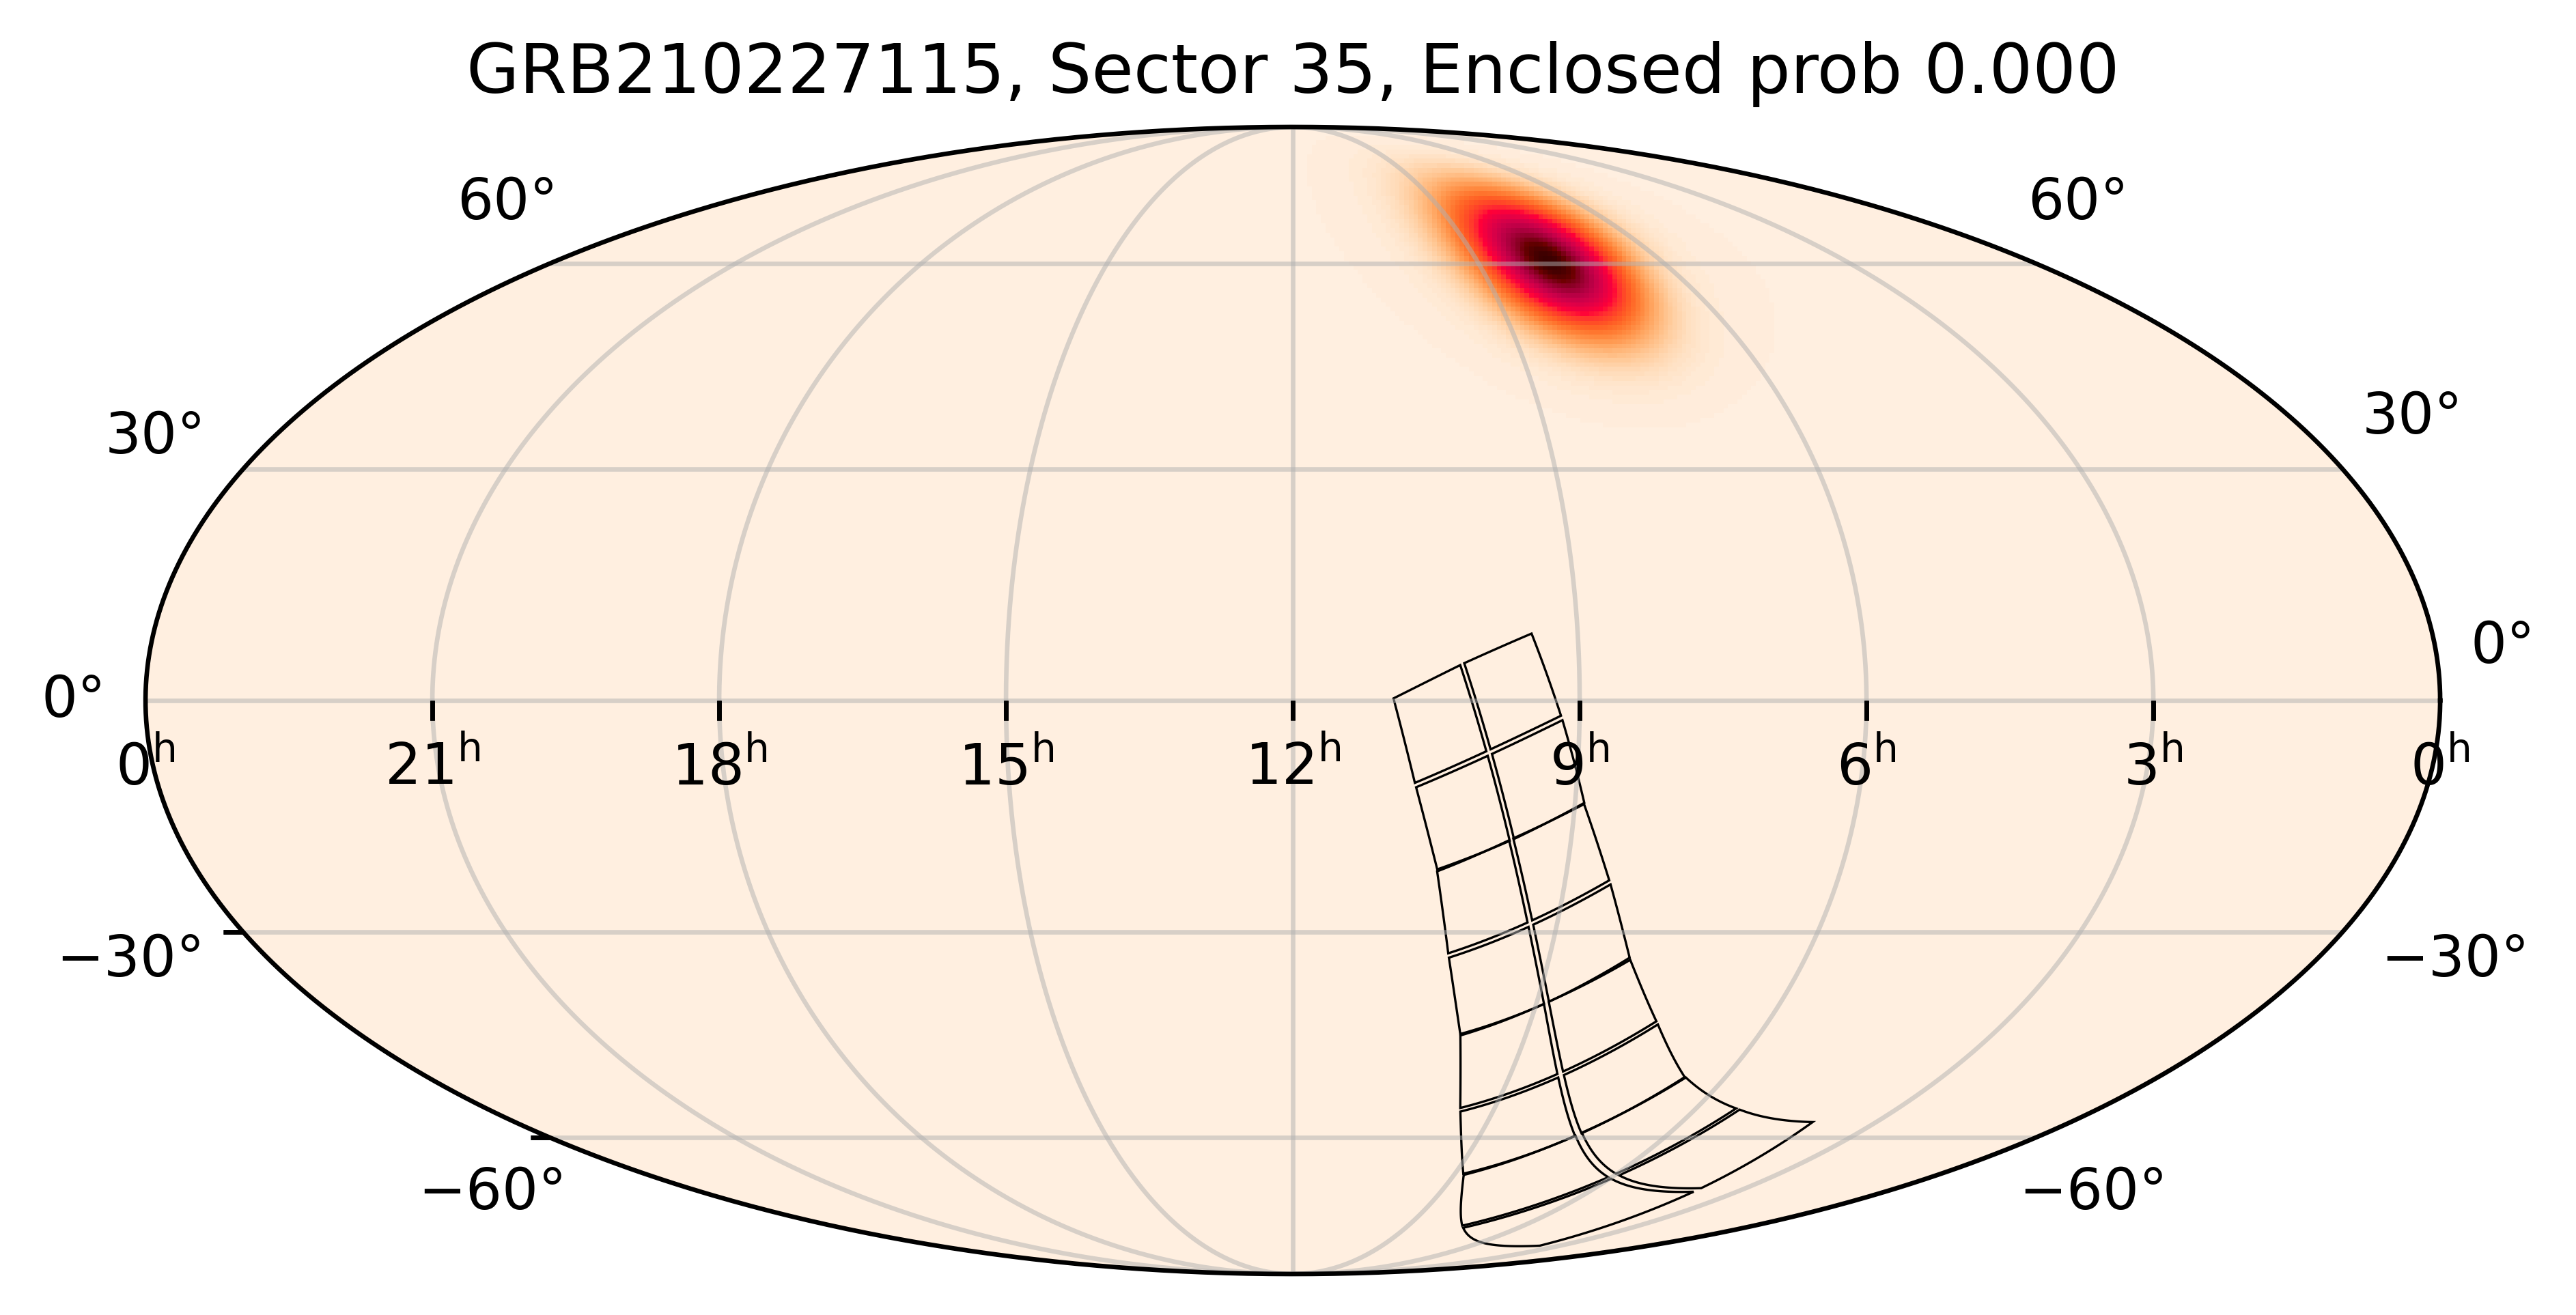 GRB210227115, Sector 35, Enclosed prob 0.000
60° 60°
30° 30°
0° 0°
0ʰ 21ʰ 18ʰ 15ʰ 12ʰ 9ʰ 6ʰ 3ʰ 0ʰ
−30° −30°
−60° −60°